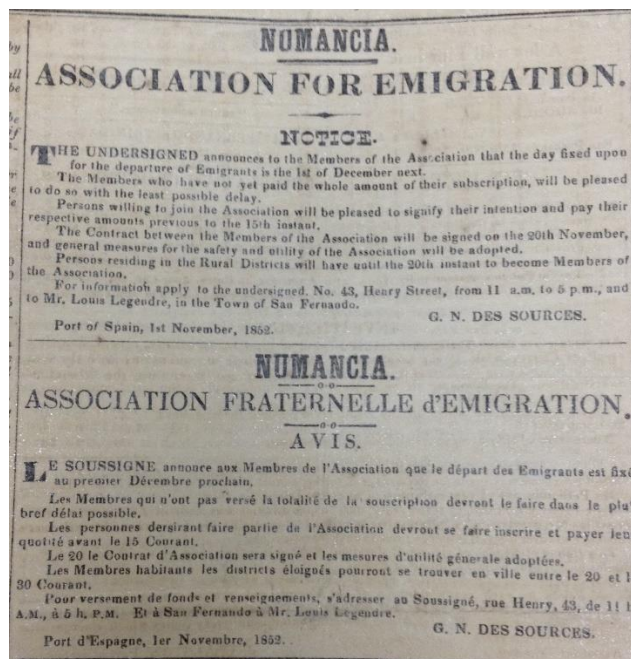 NUMANCIA.
ASSOCIATION FOR EMIGRATION.
NOTICE.
THE UNDERSIGNED announces to the Members of the Association that the day fixed upon
for the departure of Emigrants is the 1st of December next.
The Members who have not yet paid the whole amount of their subscription, will be pleased
to do so with the least possible delay.
Persons willing to join the Association will be pleased to signify their intention and pay their
respective amounts previous to the 15th instant.
The Contract between the Members of the Association will be signed on the 20th November,
and general measures for the safety and utility of the Association will be adopted.
Persons residing in the Rural Districts will have until the 20th instant to become Members of
the Association.
For information apply to the undersigned. No. 43, Henry Street, from 11 a.m. to 5 p.m., and
to Mr. Louis Legendre, in the Town of San Fernando.
G. N. DES SOURCES.
Port of Spain, 1st November, 1852.
NUMANCIA.
ASSOCIATION FRATERNELLE d'EMIGRATION.
AVIS.
LE SOUSSIGNE annonce aux Membres de l'Association que le départ des Emigrants est fixé
au premier Décembre prochain.
Les Membres qui n'ont pas versé la totalité de la souscription devront le faire dans le plu
bref délai possible.
Les personnes dersirant faire partie de l'Association devront se faire inscrire et payer leu
quotité avant le 15 Courant.
Le 20 le Contrat d'Association sera signé et les mesures d'utilité générale adoptées.
Les Membres habitants les districts éloignés pourront se trouver en ville entre le 20 et l
30 Courant.
Pour versement de fonds et renseignements, s'adresser au Soussigné, rue Henry, 43, de 11 h
A.M., à 5 h, P.M. Et à San Fernando à Mr. Louis Legendre.
G. N. DES SOURCES.
Port d'Espagne, 1er Novembre, 1852.